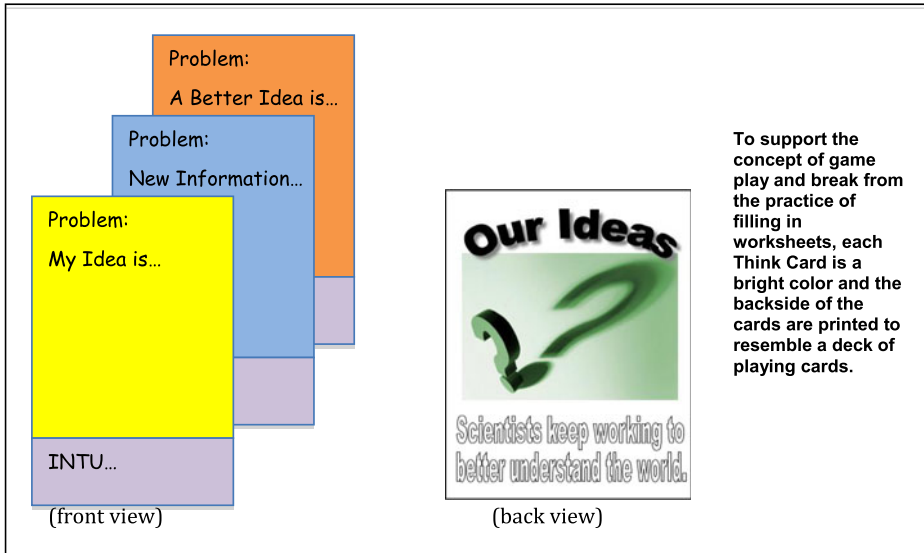 Problem:
A Better Idea is…
Problem:
New Information…
Problem:
My Idea is…
INTU…
(front view)
Our Ideas
Scientists keep working to
better understand the world.
(back view)
To support the
concept of game
play and break from
the practice of
filling in
worksheets, each
Think Card is a
bright color and the
backside of the
cards are printed to
resemble a deck of
playing cards.